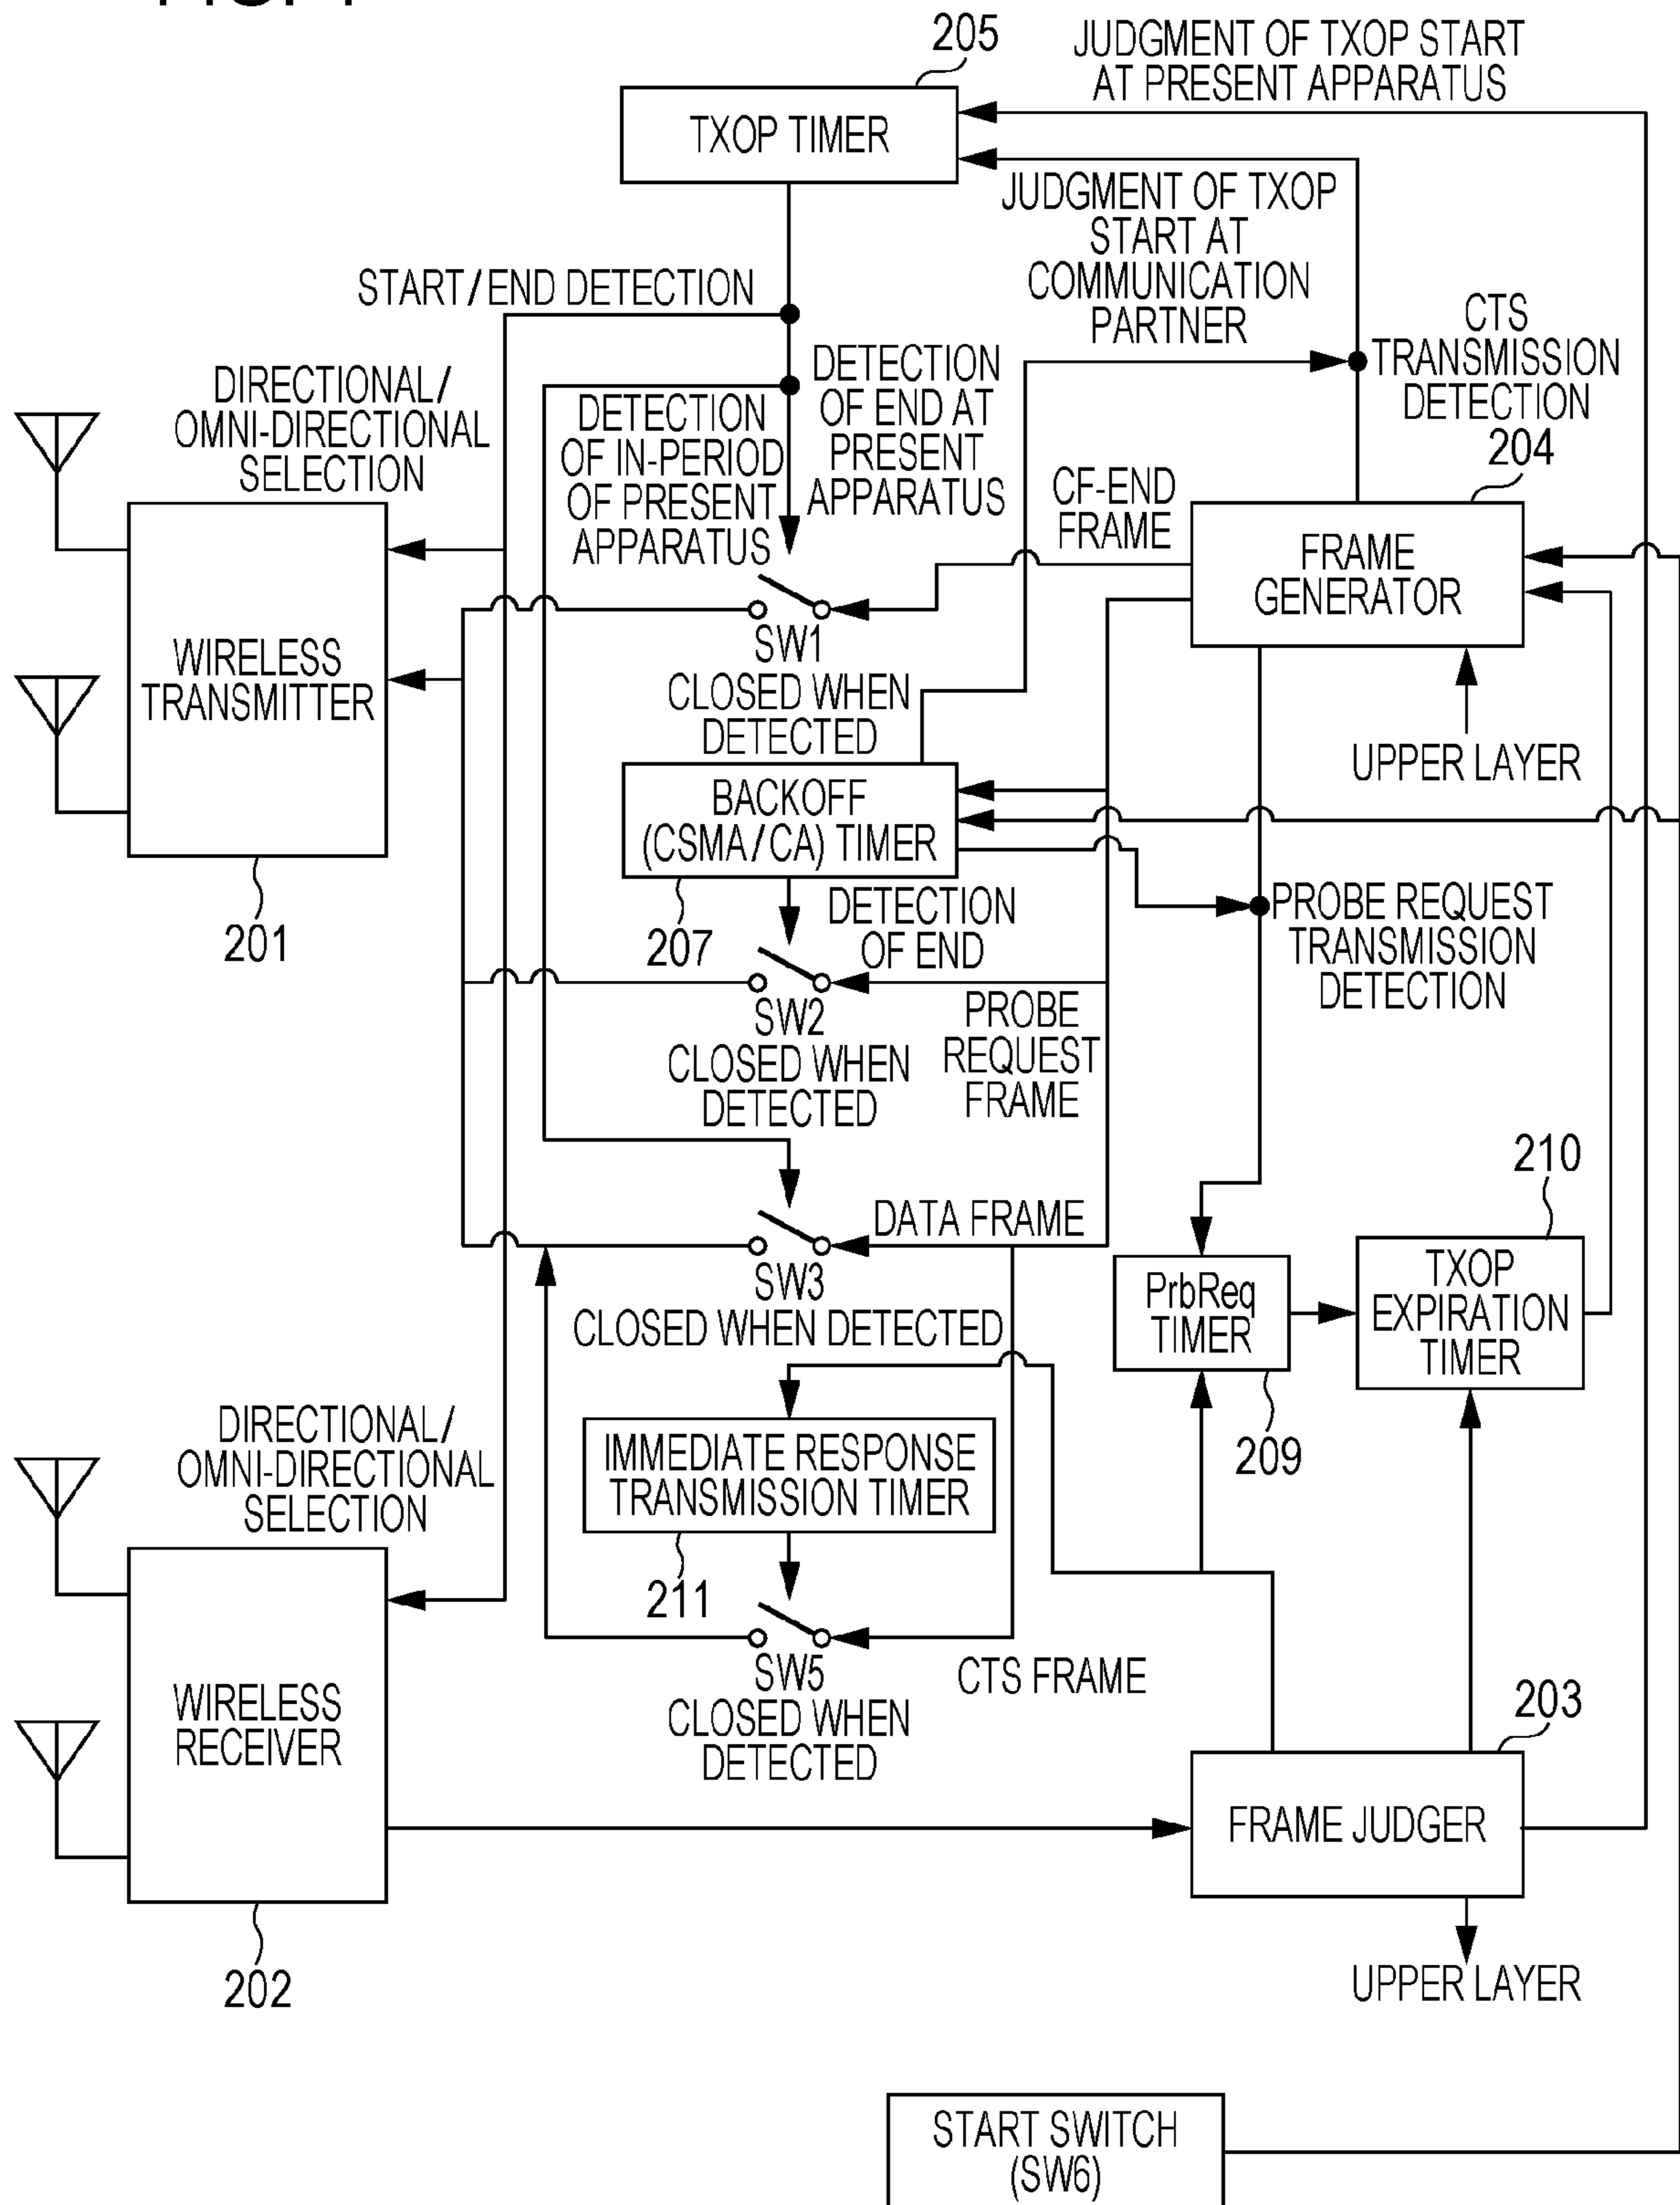 205
JUDGMENT OF TXOP START
AT PRESENT APPARATUS
TXOP TIMER
JUDGMENT OF TXOP
START AT
COMMUNICATION
PARTNER
START/END DETECTION
CTS
TRANSMISSION
DETECTION
204
DIRECTIONAL/
OMNI-DIRECTIONAL
SELECTION
DETECTION
OF IN-PERIOD
OF PRESENT
APPARATUS
DETECTION
OF END AT
PRESENT
APPARATUS
CF-END
FRAME
FRAME
GENERATOR
WIRELESS
TRANSMITTER
201
SW1
CLOSED WHEN
DETECTED
UPPER LAYER
BACKOFF
(CSMA/CA) TIMER
207
DETECTION
OF END
PROBE REQUEST
TRANSMISSION
DETECTION
SW2
CLOSED WHEN
DETECTED
PROBE
REQUEST
FRAME
210
DATA FRAME
SW3
CLOSED WHEN DETECTED
PrbReq
TIMER
209
TXOP
EXPIRATION
TIMER
DIRECTIONAL/
OMNI-DIRECTIONAL
SELECTION
IMMEDIATE RESPONSE
TRANSMISSION TIMER
211
SW5
CLOSED WHEN
DETECTED
CTS FRAME
WIRELESS
RECEIVER
202
203
FRAME JUDGER
UPPER LAYER
START SWITCH
(SW6)